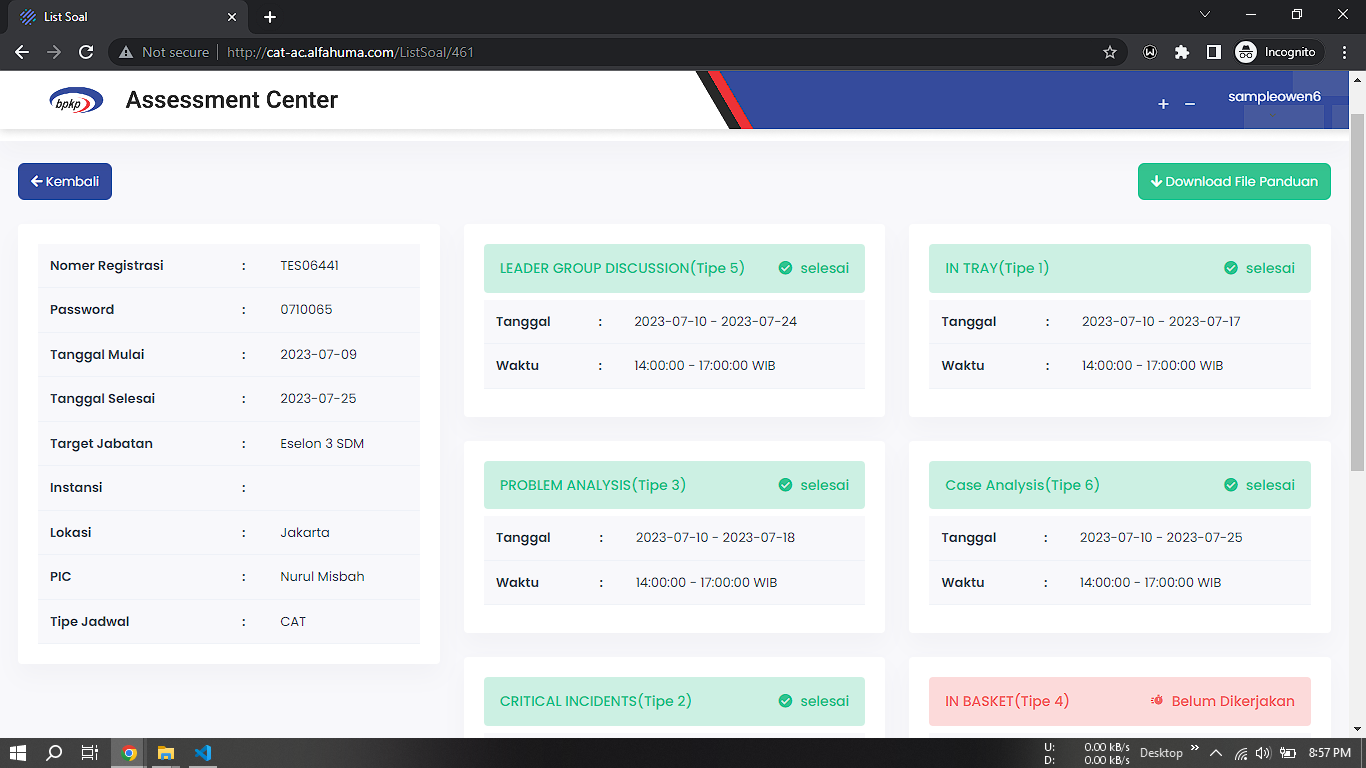 List Soal
Not secure
http://cat-ac.alfahuma.com/ListSoal/461
Incognito
bpkp
Assessment Center
+ −
sampleowen6
Kembali
Download File Panduan
Nomer Registrasi : TES06441
Password : 0710065
Tanggal Mulai : 2023-07-09
Tanggal Selesai : 2023-07-25
Target Jabatan : Eselon 3 SDM
Instansi :
Lokasi : Jakarta
PIC : Nurul Misbah
Tipe Jadwal : CAT
LEADER GROUP DISCUSSION(Tipe 5) selesai
Tanggal : 2023-07-10 - 2023-07-24
Waktu : 14:00:00 - 17:00:00 WIB
IN TRAY(Tipe 1) selesai
Tanggal : 2023-07-10 - 2023-07-17
Waktu : 14:00:00 - 17:00:00 WIB
PROBLEM ANALYSIS(Tipe 3) selesai
Tanggal : 2023-07-10 - 2023-07-18
Waktu : 14:00:00 - 17:00:00 WIB
Case Analysis(Tipe 6) selesai
Tanggal : 2023-07-10 - 2023-07-25
Waktu : 14:00:00 - 17:00:00 WIB
CRITICAL INCIDENTS(Tipe 2) selesai
IN BASKET(Tipe 4) Belum Dikerjakan
U: 0.00 kB/s
D: 0.00 kB/s
Desktop
8:57 PM